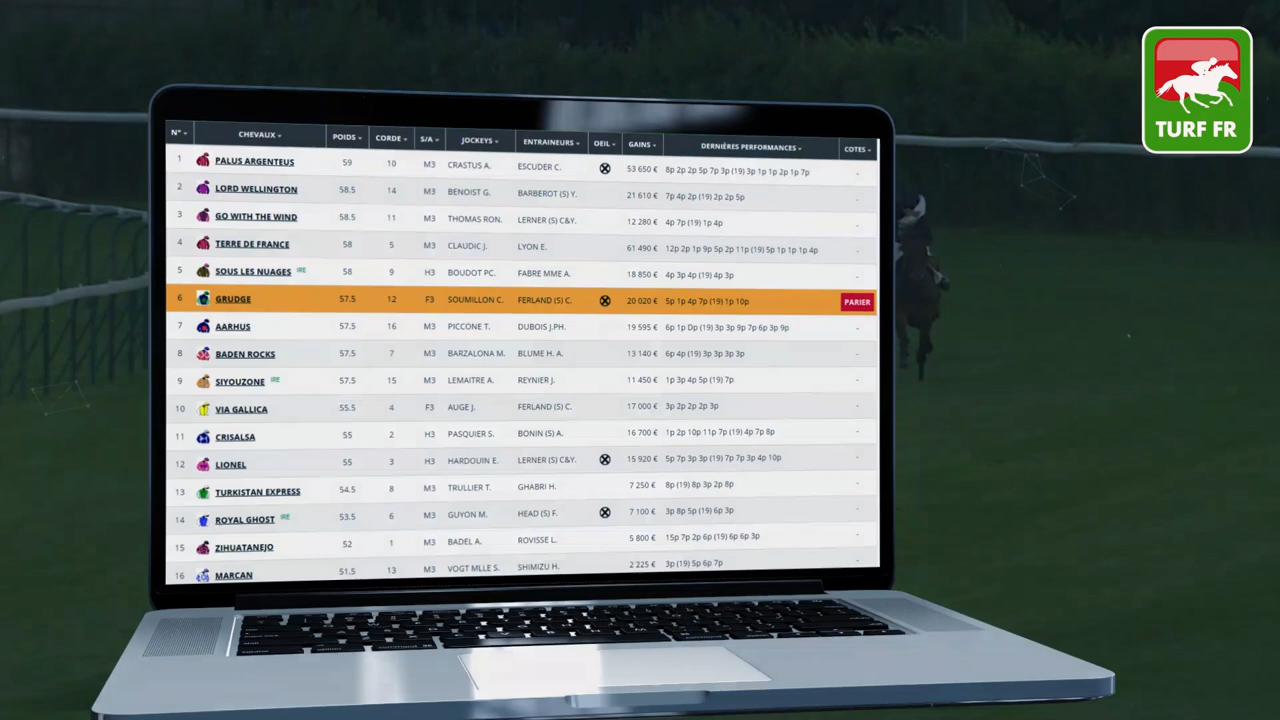 TURF FR
N° CHEVAUX POIDS CORDE S/A JOCKEYS ENTRAINEURS OEIL GAINS DERNIÈRES PERFORMANCES COTES
1 PALUS ARGENTEUS 59 10 M3 CRASTUS A. ESCUDER C. 53 650 € 8p 2p 2p 5p 7p 3p (19) 3p 1p 1p 2p 1p 7p -
2 LORD WELLINGTON 58.5 14 M3 BENOIST G. BARBEROT (S) Y. 21 610 € 7p 4p 2p (19) 2p 2p 5p -
3 GO WITH THE WIND 58.5 11 M3 THOMAS RON. LERNER (S) C&Y. 12 280 € 4p 7p (19) 1p 4p -
4 TERRE DE FRANCE 58 5 M3 CLAUDIC J. LYON E. 61 490 € 12p 2p 1p 9p 5p 2p 11p (19) 5p 1p 1p 1p 4p -
5 SOUS LES NUAGES IRE 58 9 H3 BOUDOT PC. FABRE MME A. 18 850 € 4p 3p 4p (19) 4p 3p -
6 GRUDGE 57.5 12 F3 SOUMILLON C. FERLAND (S) C. 20 020 € 5p 1p 4p 7p (19) 1p 10p PARIER
7 AARHUS 57.5 16 M3 PICCONE T. DUBOIS J.PH. 19 595 € 6p 1p Dp (19) 3p 3p 9p 7p 6p 3p 9p -
8 BADEN ROCKS 57.5 7 M3 BARZALONA M. BLUME H. A. 13 140 € 6p 4p (19) 3p 3p 3p 3p -
9 SIYOUZONE IRE 57.5 15 M3 LEMAITRE A. REYNIER J. 11 450 € 1p 3p 4p 5p (19) 7p -
10 VIA GALLICA 55.5 4 F3 AUGE J. FERLAND (S) C. 17 000 € 3p 2p 2p 2p 3p -
11 CRISALSA 55 2 H3 PASQUIER S. BONIN (S) A. 16 700 € 1p 2p 10p 11p 7p (19) 4p 7p 8p -
12 LIONEL 55 3 H3 HARDOUIN E. LERNER (S) C&Y. 15 920 € 5p 7p 3p 3p (19) 7p 7p 3p 4p 10p -
13 TURKISTAN EXPRESS 54.5 8 M3 TRULLIER T. GHABRI H. 7 250 € 8p (19) 8p 3p 2p 8p -
14 ROYAL GHOST IRE 53.5 6 M3 GUYON M. HEAD (S) F. 7 100 € 3p 8p 5p (19) 6p 3p -
15 ZIHUATANEJO 52 1 M3 BADEL A. ROVISSE L. 5 800 € 15p 7p 2p 6p (19) 6p 6p 3p -
16 MARCAN 51.5 13 M3 VOGT MLLE S. SHIMIZU H. 2 225 € 3p (19) 5p 6p 7p -